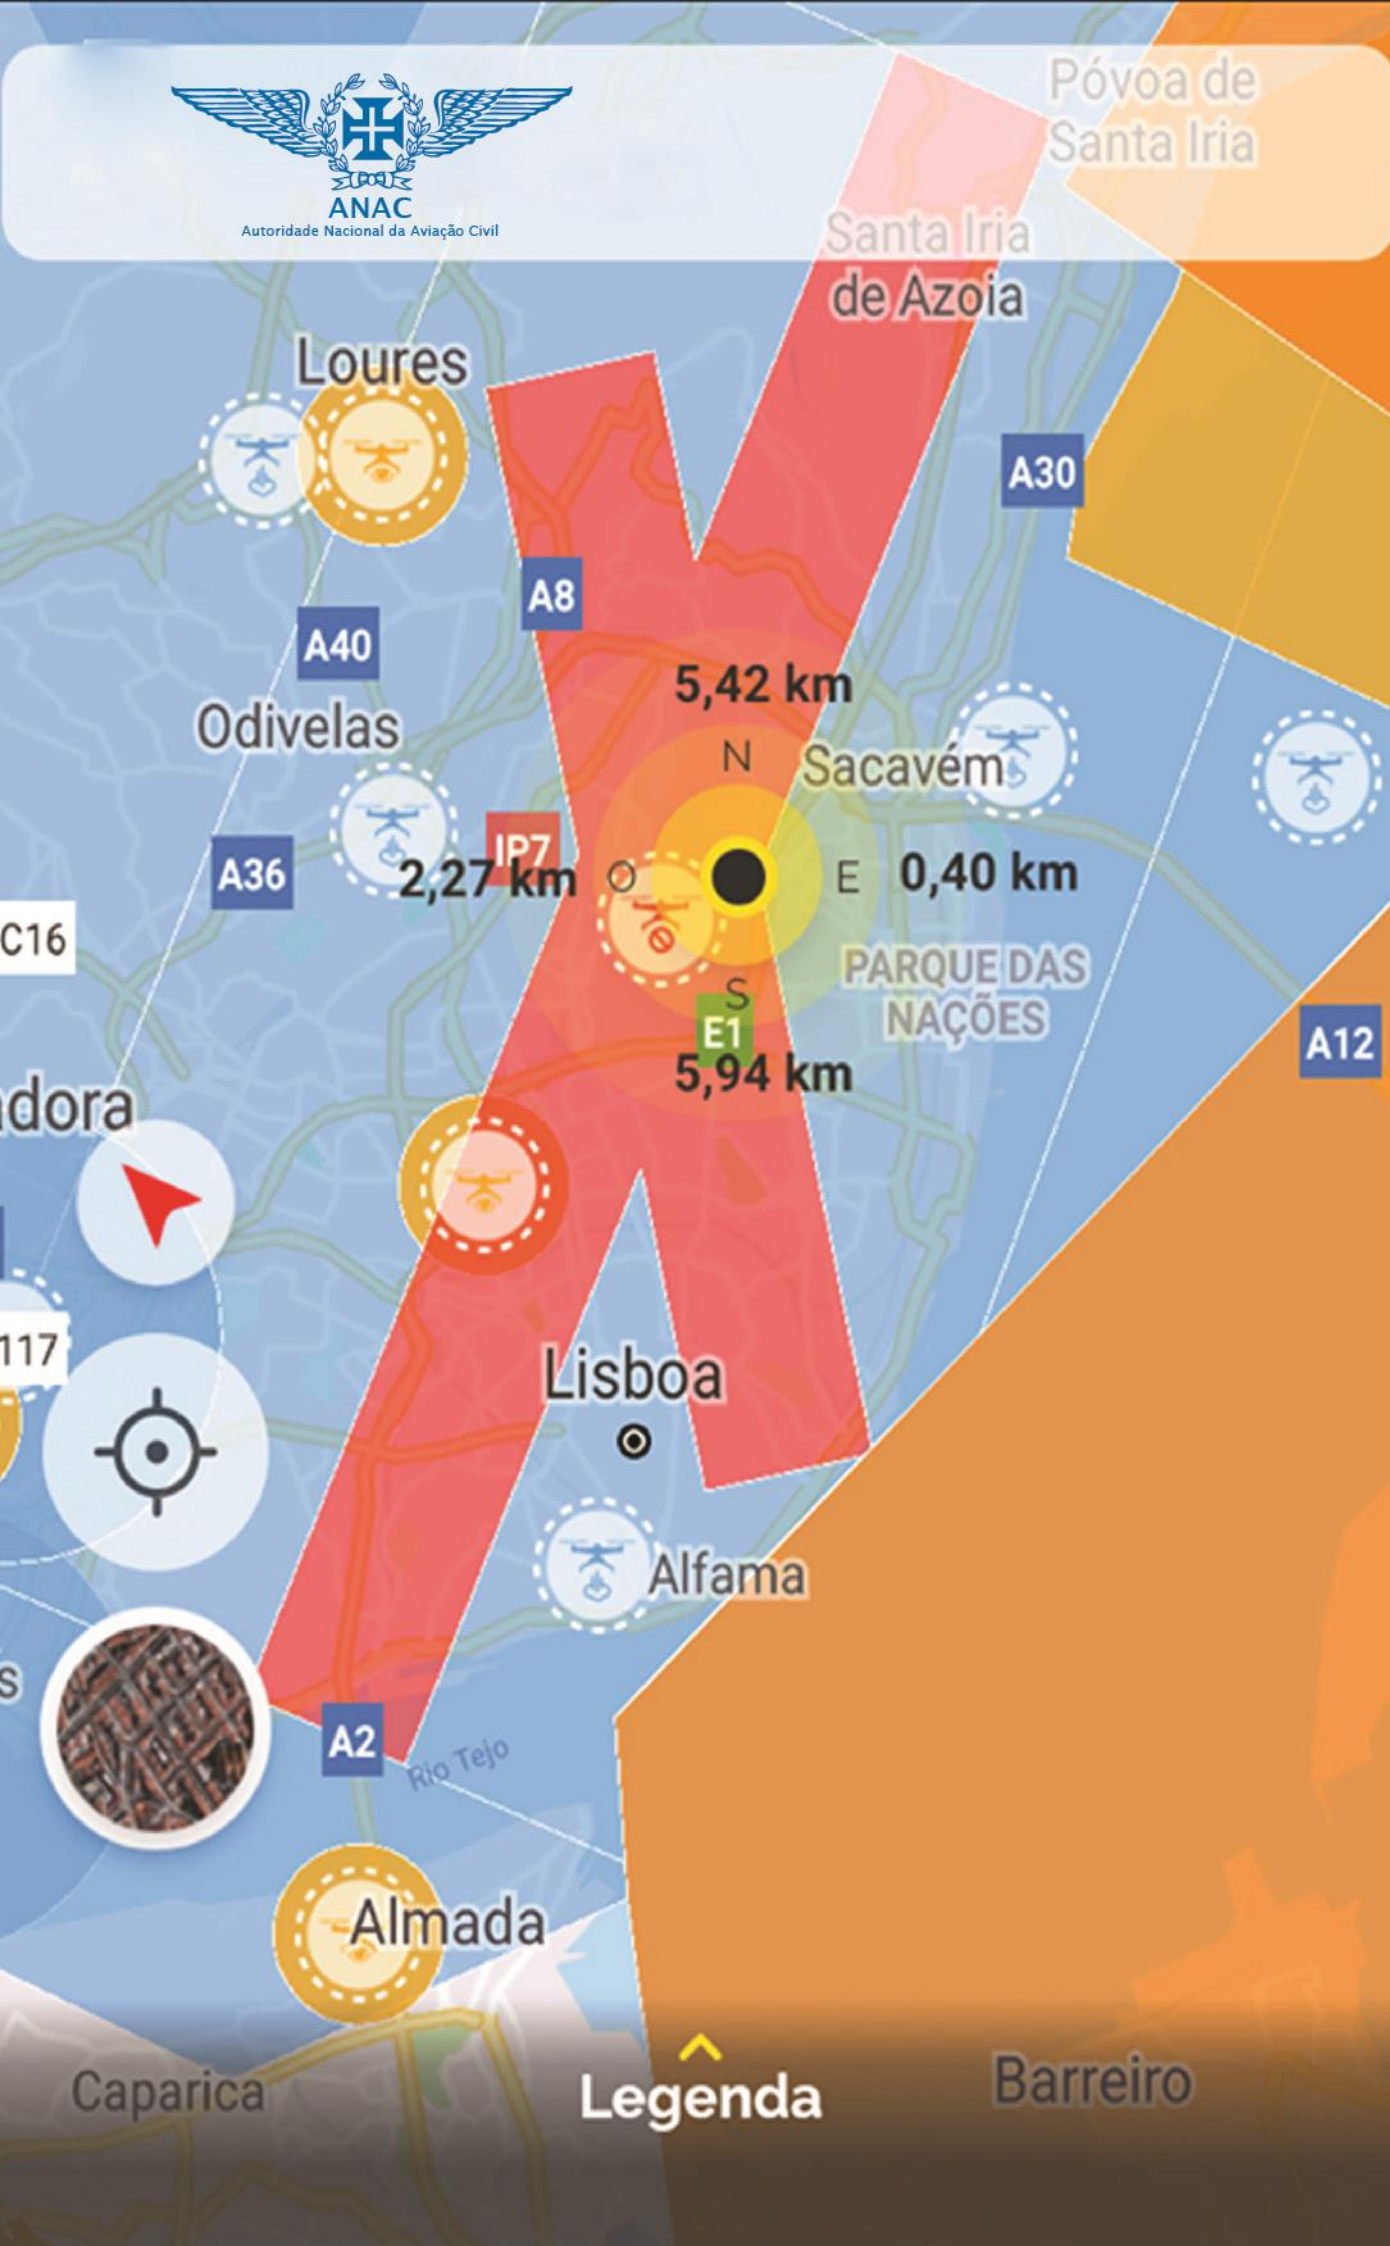 ANAC
Autoridade Nacional da Aviação Civil
Póvoa de
Santa Iria
Santa Iria
de Azoia
Loures
A30
A8
A40
5,42 km
Odivelas
N
Sacavém
IP7
A36
2,27 km
O
E
0,40 km
C16
PARQUE DAS
NAÇÕES
S
E1
A12
5,94 km
adora
117
Lisboa
Alfama
s
A2
Rio Tejo
Almada
Caparica
Legenda
Barreiro